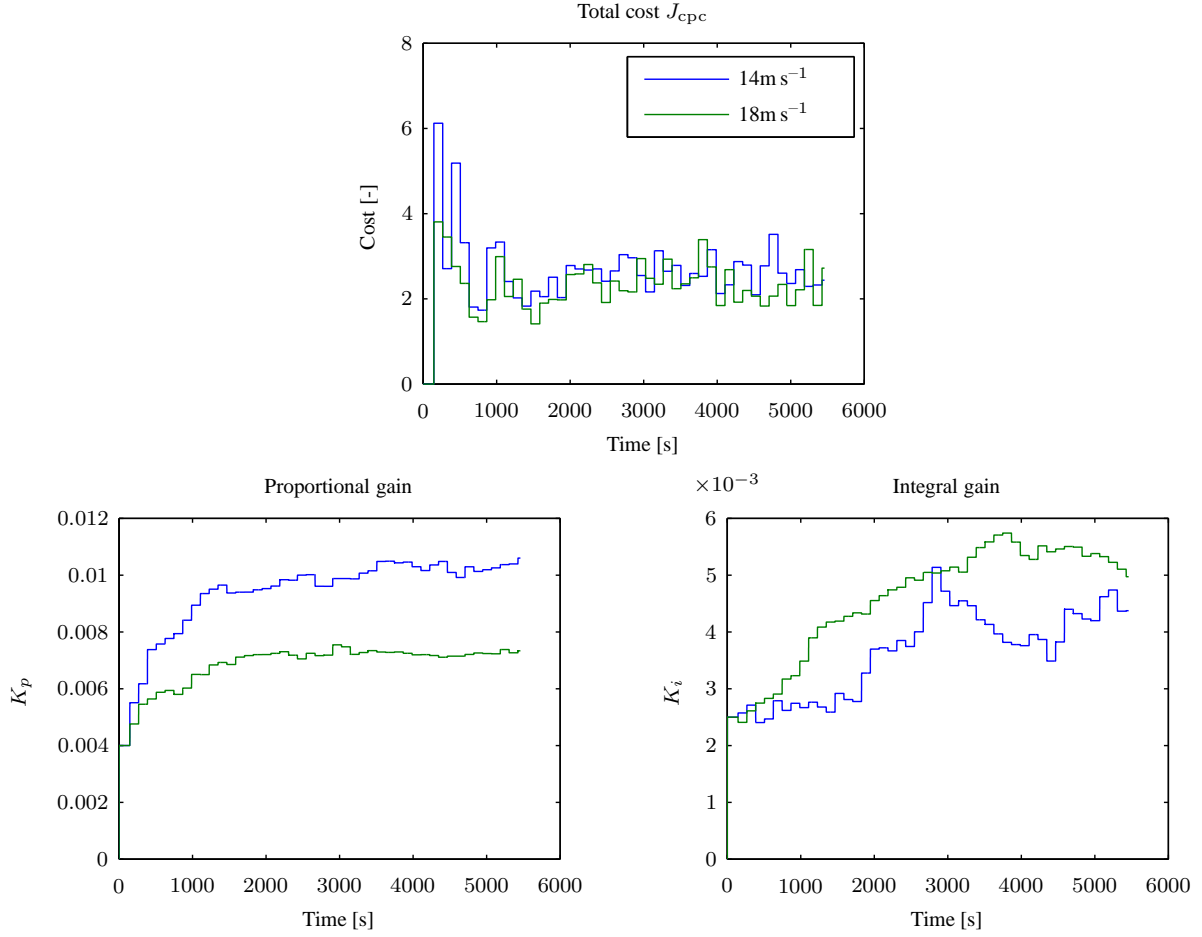 Total cost J_cpc
8
14m s⁻¹
18m s⁻¹
6
4
2
0
Cost [-]
0 1000 2000 3000 4000 5000 6000
Time [s]
Proportional gain
0.012
0.01
0.008
0.006
0.004
0.002
0
K_p
0 1000 2000 3000 4000 5000 6000
Time [s]
×10⁻³
Integral gain
6
5
4
3
2
1
0
K_i
0 1000 2000 3000 4000 5000 6000
Time [s]